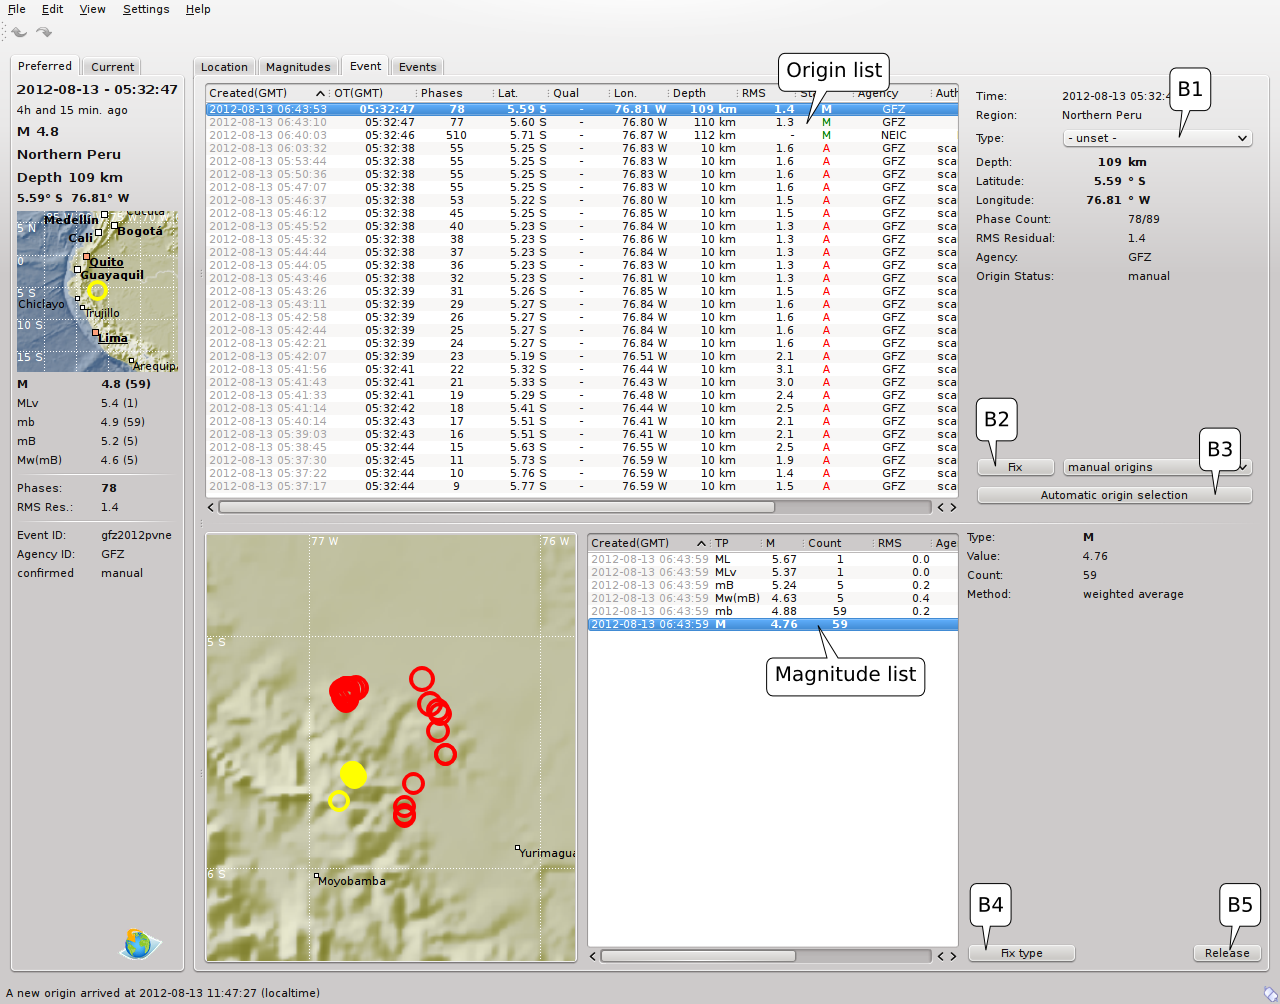 File Edit View Settings Help
Preferred Current
2012-08-13 - 05:32:47
4h and 15 min. ago
M 4.8
Northern Peru
Depth 109 km
5.59° S 76.81° W
Medellín
Bogotá
5 N
Cali
0
Quito
Guayaquil
5 S
Chiclayo
Trujillo
10 S
Lima
15 S
M 4.8 (59)
MLv 5.4 (1)
mb 4.9 (59)
mB 5.2 (5)
Mw(mB) 4.6 (5)
Phases: 78
RMS Res.: 1.4
Event ID: gfz2012pvne
Agency ID: GFZ
confirmed manual
Location Magnitudes Event Events
Origin list
Created(GMT) OT(GMT) Phases Lat. Qual Lon. Depth RMS Agency Auth
2012-08-13 06:43:53 05:32:47 78 5.59 S - 76.81 W 109 km 1.4 M GFZ
2012-08-13 06:43:10 05:32:47 77 5.60 S - 76.80 W 110 km 1.3 M GFZ
2012-08-13 06:40:03 05:32:46 510 5.71 S - 76.87 W 112 km - M NEIC
2012-08-13 06:03:32 05:32:38 55 5.25 S - 76.83 W 10 km 1.6 A GFZ sca
2012-08-13 05:53:44 05:32:38 55 5.25 S - 76.83 W 10 km 1.6 A GFZ sca
2012-08-13 05:50:36 05:32:38 55 5.25 S - 76.83 W 10 km 1.6 A GFZ sca
2012-08-13 05:47:07 05:32:38 55 5.25 S - 76.83 W 10 km 1.6 A GFZ sca
2012-08-13 05:46:37 05:32:38 53 5.22 S - 76.80 W 10 km 1.5 A GFZ sca
2012-08-13 05:46:12 05:32:38 45 5.25 S - 76.85 W 10 km 1.5 A GFZ sca
2012-08-13 05:45:52 05:32:38 40 5.23 S - 76.84 W 10 km 1.3 A GFZ sca
2012-08-13 05:45:32 05:32:38 38 5.23 S - 76.86 W 10 km 1.3 A GFZ sca
2012-08-13 05:44:44 05:32:38 37 5.23 S - 76.84 W 10 km 1.3 A GFZ sca
2012-08-13 05:44:05 05:32:38 36 5.23 S - 76.83 W 10 km 1.3 A GFZ sca
2012-08-13 05:43:46 05:32:38 32 5.23 S - 76.81 W 10 km 1.3 A GFZ sca
2012-08-13 05:43:26 05:32:39 31 5.26 S - 76.85 W 10 km 1.5 A GFZ sca
2012-08-13 05:43:11 05:32:39 29 5.27 S - 76.84 W 10 km 1.6 A GFZ sca
2012-08-13 05:42:58 05:32:39 26 5.27 S - 76.84 W 10 km 1.6 A GFZ sca
2012-08-13 05:42:44 05:32:39 25 5.27 S - 76.84 W 10 km 1.6 A GFZ sca
2012-08-13 05:42:21 05:32:39 24 5.27 S - 76.84 W 10 km 1.6 A GFZ sca
2012-08-13 05:42:07 05:32:39 23 5.19 S - 76.51 W 10 km 2.1 A GFZ sca
2012-08-13 05:41:56 05:32:41 22 5.32 S - 76.44 W 10 km 3.1 A GFZ sca
2012-08-13 05:41:43 05:32:41 21 5.33 S - 76.43 W 10 km 3.0 A GFZ sca
2012-08-13 05:41:33 05:32:41 19 5.29 S - 76.48 W 10 km 2.4 A GFZ sca
2012-08-13 05:41:14 05:32:42 18 5.41 S - 76.44 W 10 km 2.5 A GFZ sca
2012-08-13 05:40:14 05:32:43 17 5.51 S - 76.41 W 10 km 2.1 A GFZ sca
2012-08-13 05:39:03 05:32:43 16 5.51 S - 76.41 W 10 km 2.1 A GFZ sca
2012-08-13 05:38:45 05:32:44 15 5.63 S - 76.55 W 10 km 2.5 A GFZ sca
2012-08-13 05:37:30 05:32:45 11 5.73 S - 76.59 W 10 km 1.9 A GFZ sca
2012-08-13 05:37:22 05:32:44 10 5.76 S - 76.59 W 10 km 1.4 A GFZ sca
2012-08-13 05:37:17 05:32:44 9 5.77 S - 76.59 W 10 km 1.5 A GFZ sca
Time: 2012-08-13 05:32:4
B1
Region: Northern Peru
Type: - unset -
Depth: 109 km
Latitude: 5.59 ° S
Longitude: 76.81 ° W
Phase Count: 78/89
RMS Residual: 1.4
Agency: GFZ
Origin Status: manual
B2
B3
Fix manual origins
Automatic origin selection
77 W 76 W
5 S
6 S
Yurimagua
Moyobamba
Created(GMT) TP M Count RMS Age
2012-08-13 06:43:59 ML 5.67 1 0.0
2012-08-13 06:43:59 MLv 5.37 1 0.0
2012-08-13 06:43:59 mB 5.24 5 0.2
2012-08-13 06:43:59 Mw(mB) 4.63 5 0.4
2012-08-13 06:43:59 mb 4.88 59 0.2
2012-08-13 06:43:59 M 4.76 59
Magnitude list
Type: M
Value: 4.76
Count: 59
Method: weighted average
B4
B5
Fix type Release
A new origin arrived at 2012-08-13 11:47:27 (localtime)